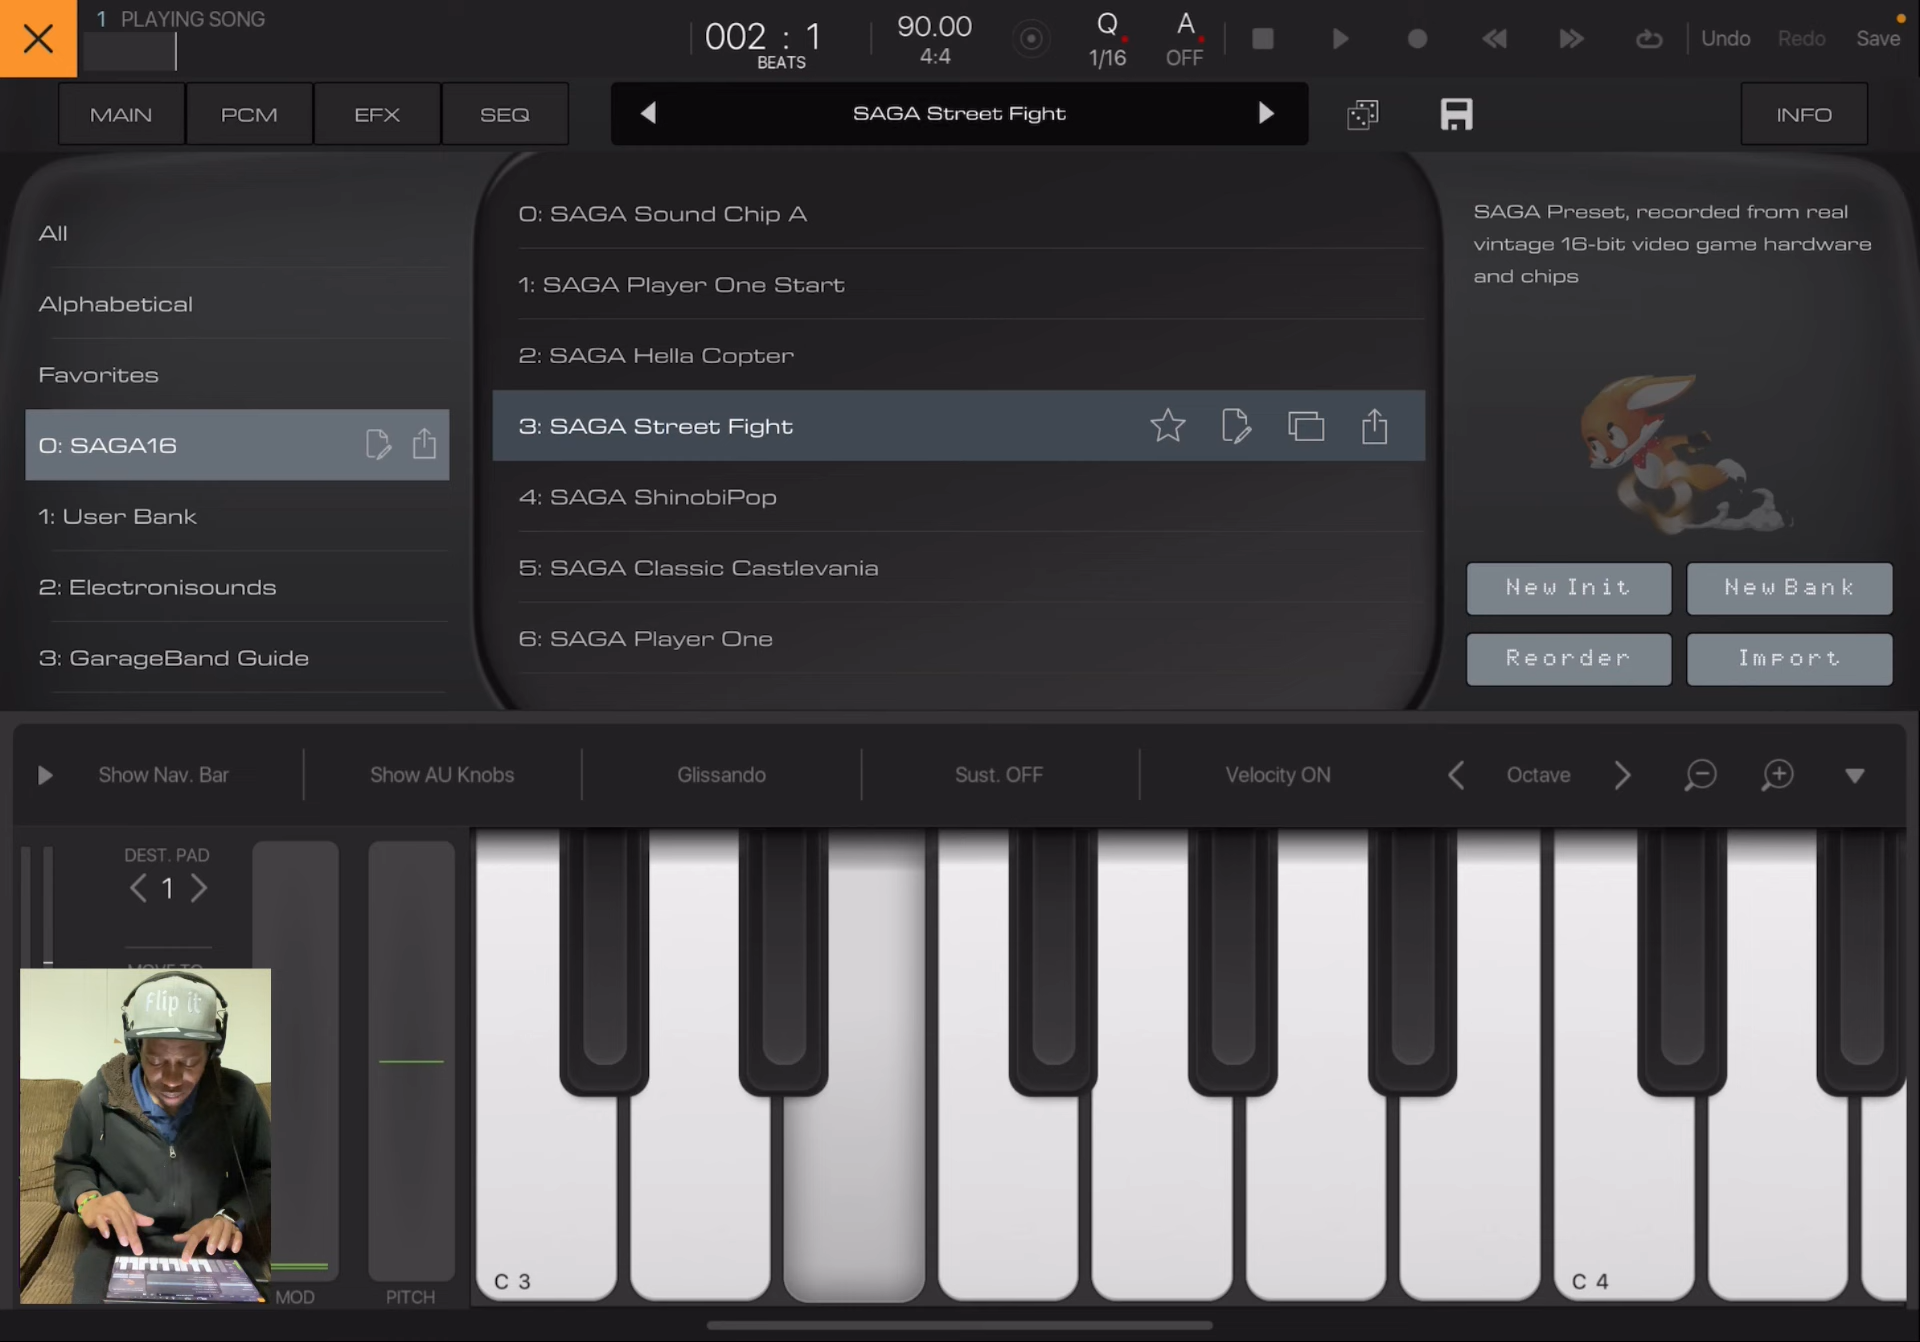 1 PLAYING SONG
002 : 1
BEATS
90.00
4:4
Q
1/16
A
OFF
Undo
Redo
Save
MAIN
PCM
EFX
SEQ
SAGA Street Fight
INFO
All
Alphabetical
Favorites
0: SAGA16
1: User Bank
2: Electronisounds
3: GarageBand Guide
0: SAGA Sound Chip A
1: SAGA Player One Start
2: SAGA Hella Copter
3: SAGA Street Fight
4: SAGA ShinobiPop
5: SAGA Classic Castlevania
6: SAGA Player One
SAGA Preset, recorded from real
vintage 16-bit video game hardware
and chips
New Init
New Bank
Reorder
Import
Show Nav. Bar
Show AU Knobs
Glissando
Sust. OFF
Velocity ON
Octave
DEST. PAD
1
MOVE TO
Flip it
MOD
PITCH
C 3
C 4